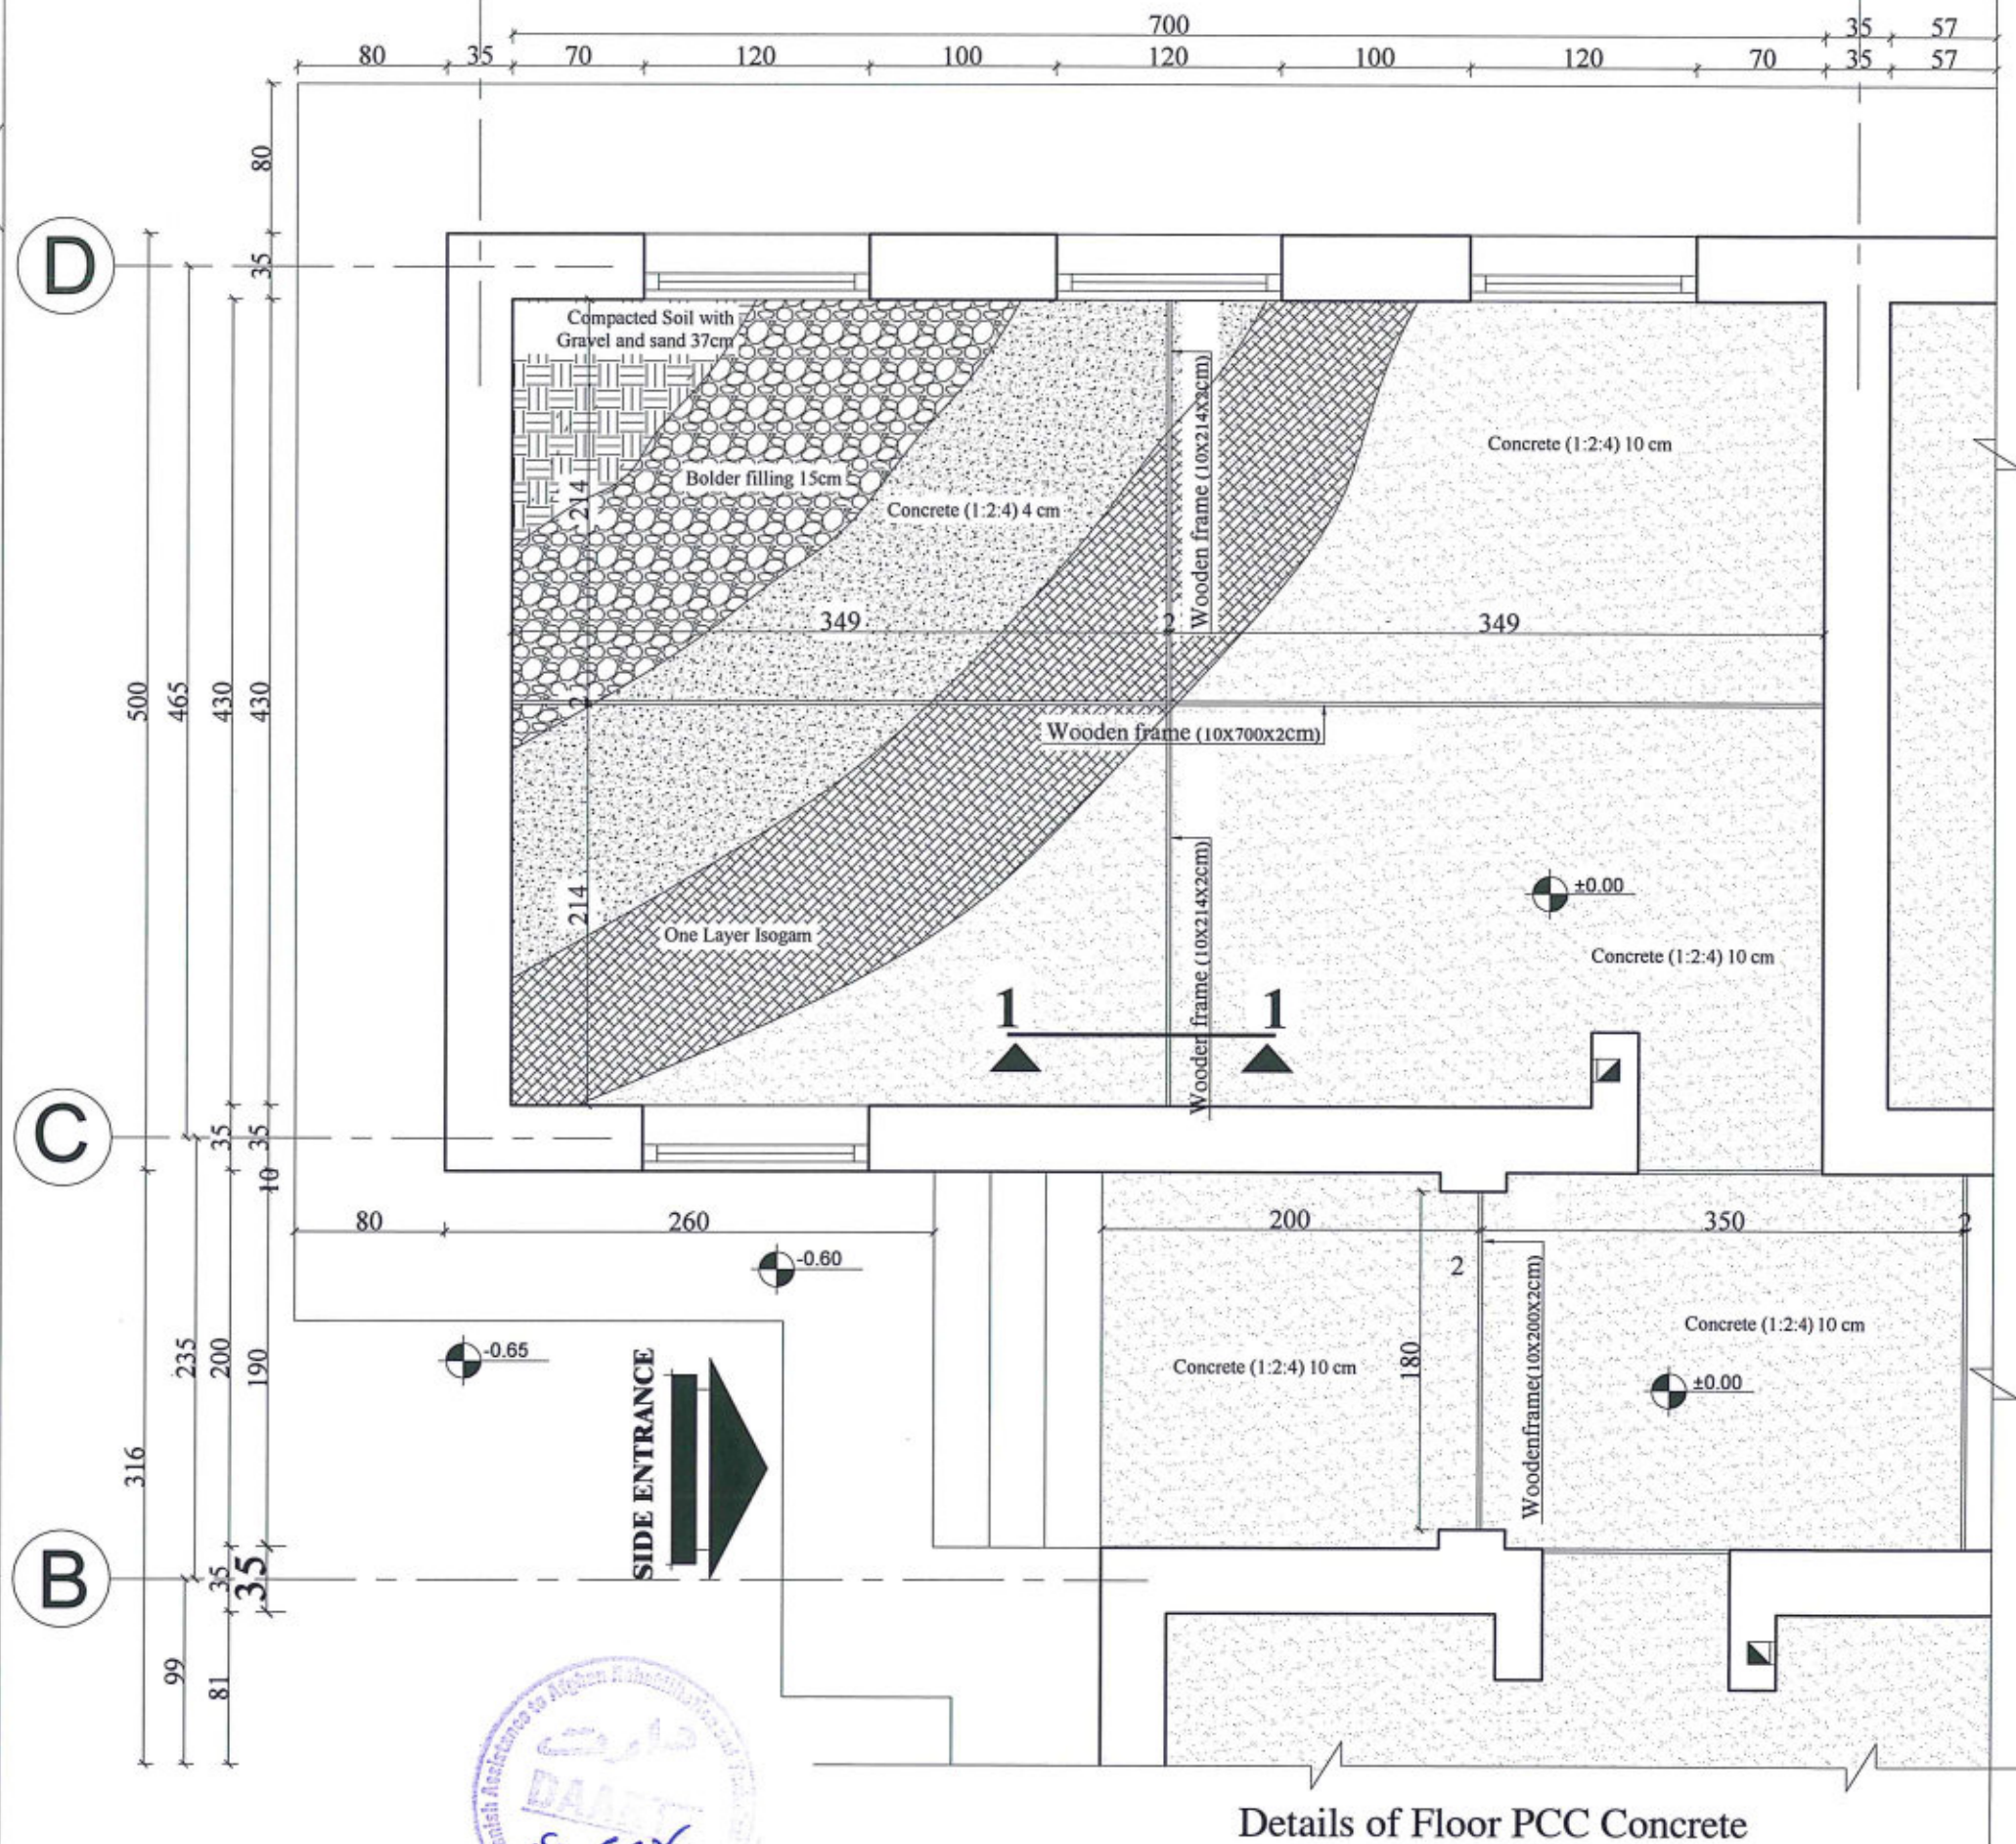 700
35
57
80
35
70
120
100
120
100
120
70
35
57
80
D
35
Compacted Soil with
Gravel and sand 37cm
Wooden frame (10x214x2cm)
Concrete (1:2:4) 10 cm
Bolder filling 15cm
214
Concrete (1:2:4) 4 cm
349
2
349
500
465
430
430
2
Wooden frame (10x700x2cm)
Wooden frame (10x214x2cm)
±0.00
214
One Layer Isogam
Concrete (1:2:4) 10 cm
1
1
C
35
35
10
80
260
200
350
2
-0.60
2
Woodenframe(10x200x2cm)
-0.65
235
200
190
SIDE ENTRANCE
180
Concrete (1:2:4) 10 cm
Concrete (1:2:4) 10 cm
±0.00
316
B
35
35
99
81
Assistance to Afghan
Details of Floor PCC Concrete